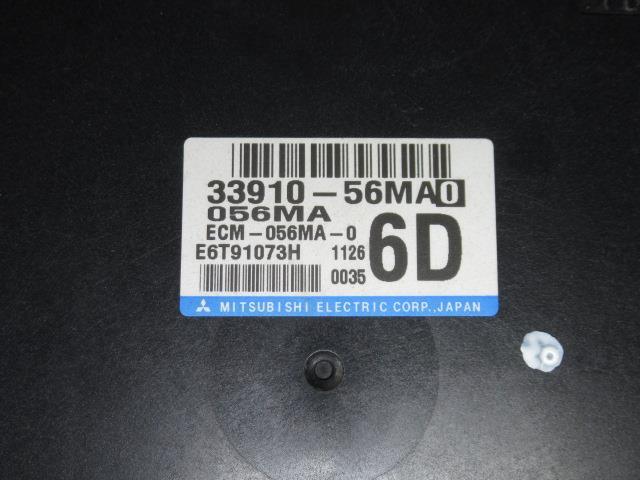 33910-56MA0
056MA
ECM-056MA-0
E6T91073H 1126
0035
6D
MITSUBISHI ELECTRIC CORP.,JAPAN